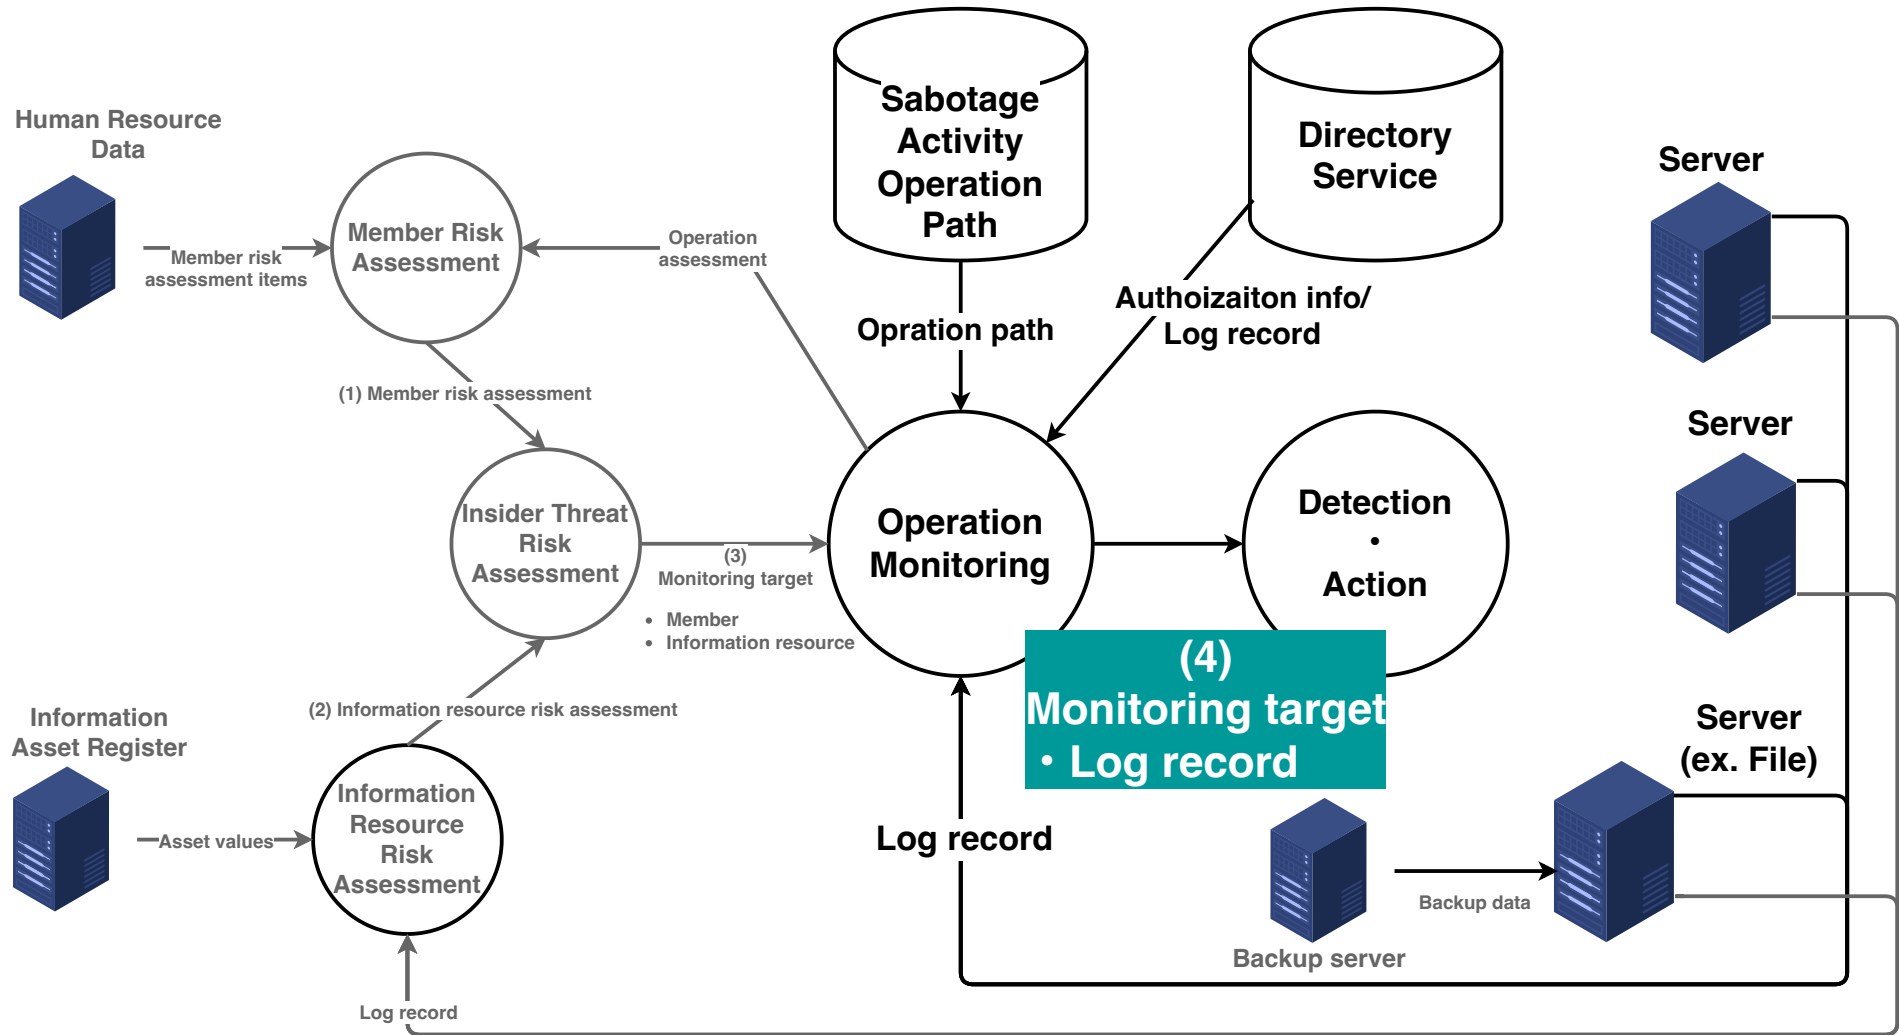 Human Resource
Data
Member risk
assessment items
Member Risk
Assessment
Operation
assessment
Sabotage
Activity
Operation
Path
Directory
Service
Server
Opration path
Authoizaiton info/
Log record
(1) Member risk assessment
Server
Insider Threat
Risk
Assessment
(3)
Monitoring target
• Member
• Information resource
Operation
Monitoring
Detection
・
Action
(4)
Monitoring target
・Log record
(2) Information resource risk assessment
Information
Asset Register
Asset values
Information
Resource
Risk
Assessment
Log record
Server
(ex. File)
Backup data
Backup server
Log record